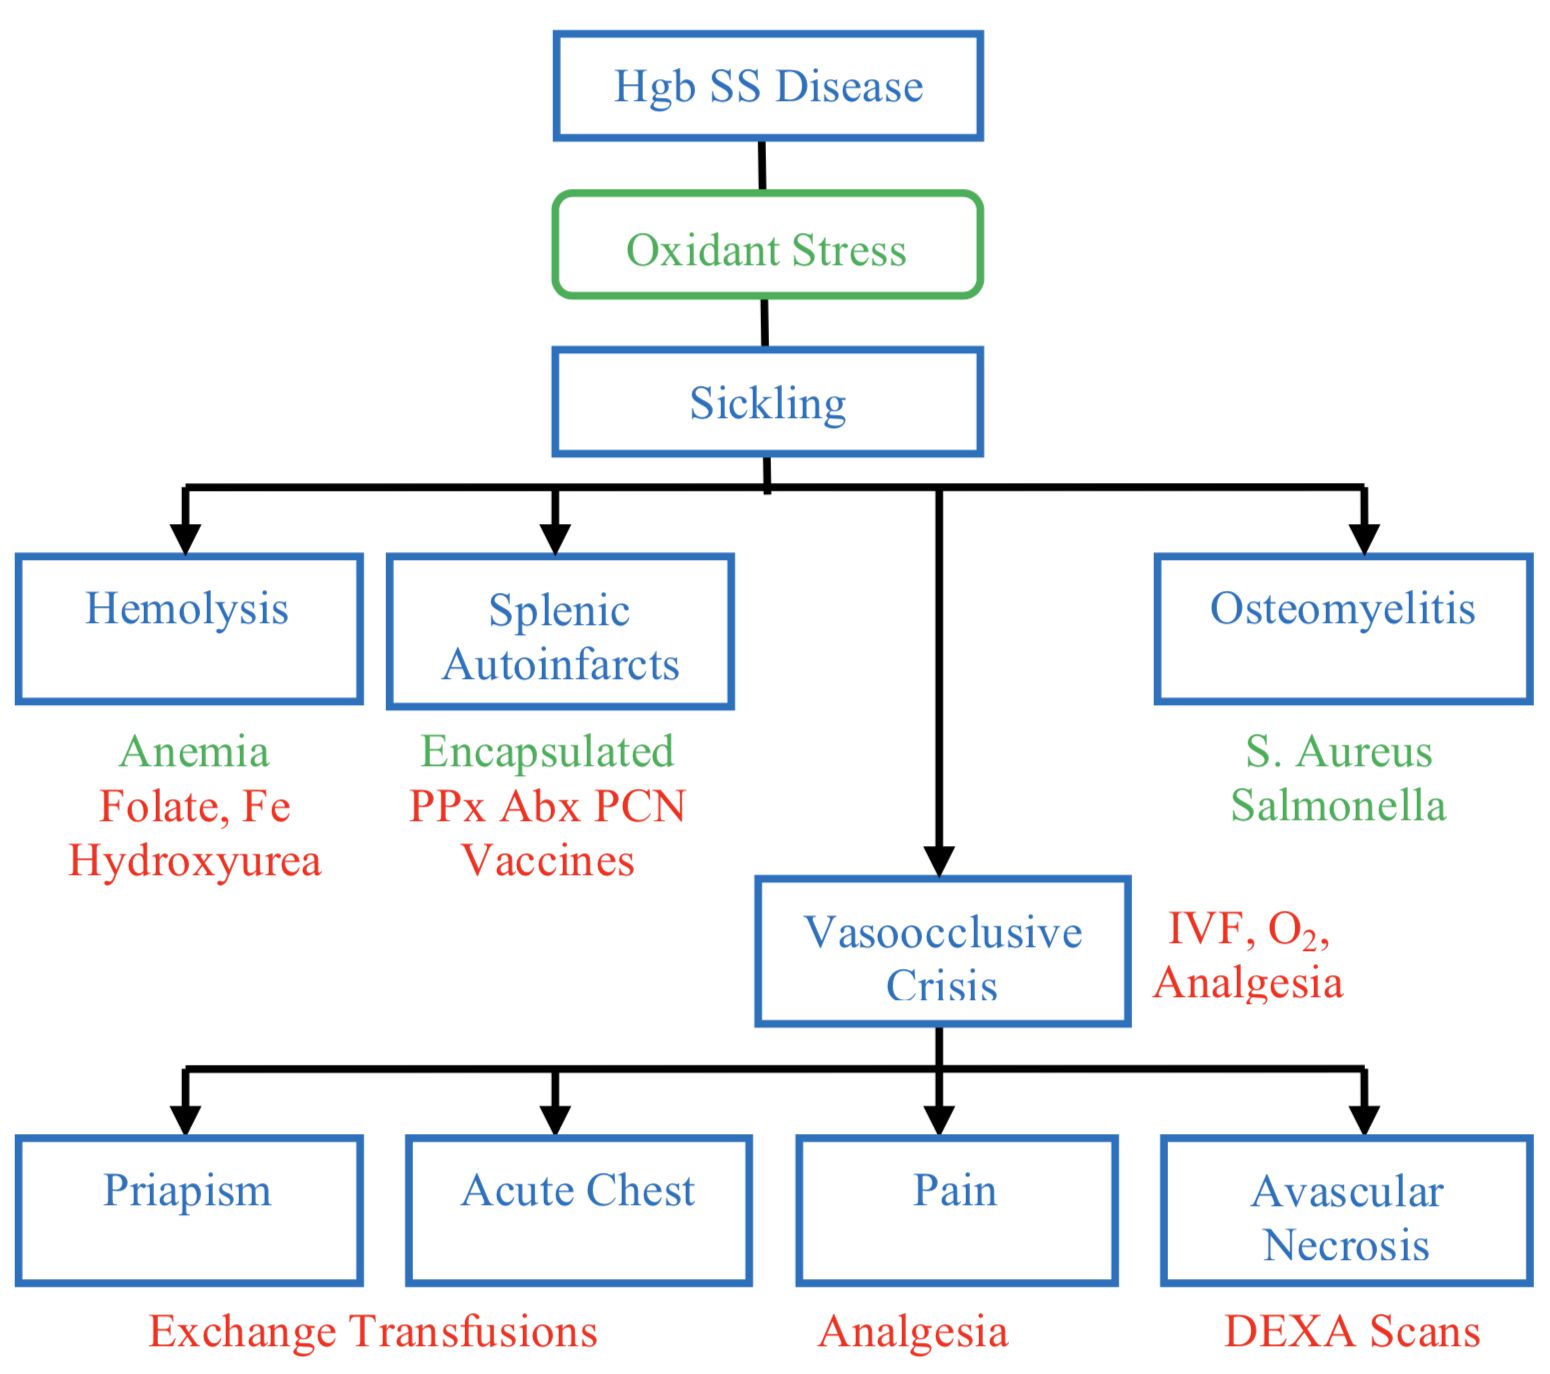 Hgb SS Disease
Oxidant Stress
Sickling
Hemolysis
Splenic
Autoinfarcts
Osteomyelitis
Anemia
Folate, Fe
Hydroxyurea
Encapsulated
PPx Abx PCN
Vaccines
S. Aureus
Salmonella
Vasoocclusive
Crisis
IVF, O₂,
Analgesia
Priapism
Acute Chest
Pain
Avascular
Necrosis
Exchange Transfusions
Analgesia
DEXA Scans